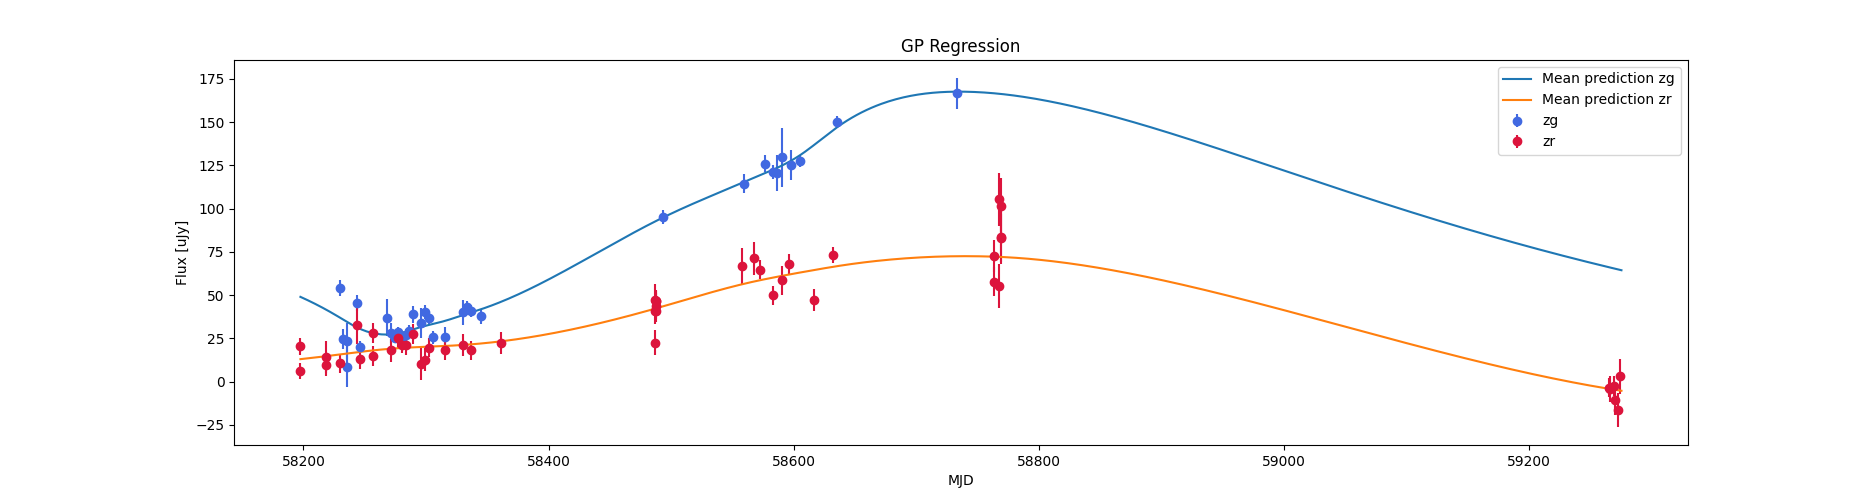 GP Regression
175
150
125
100
75
50
25
0
−25
Flux [uJy]
58200
58400
58600
58800
59000
59200
MJD
Mean prediction zg
Mean prediction zr
zg
zr